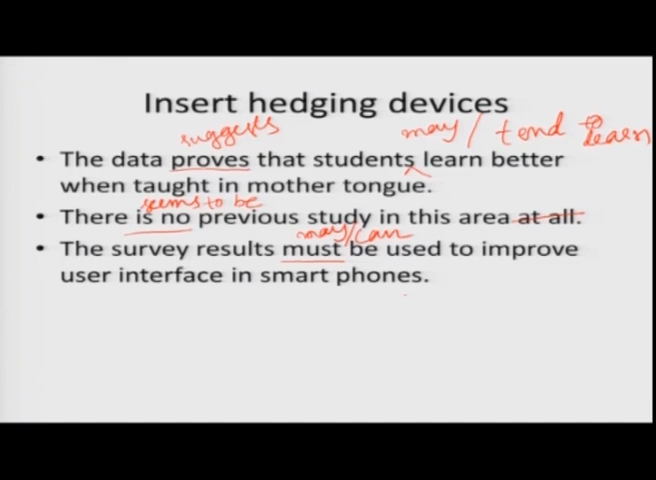 Insert hedging devices
suggests may / tend to learn
• The data proves that students learn better
when taught in mother tongue.
seems to be
• There is no previous study in this area at all.
may/can
• The survey results must be used to improve
user interface in smart phones.